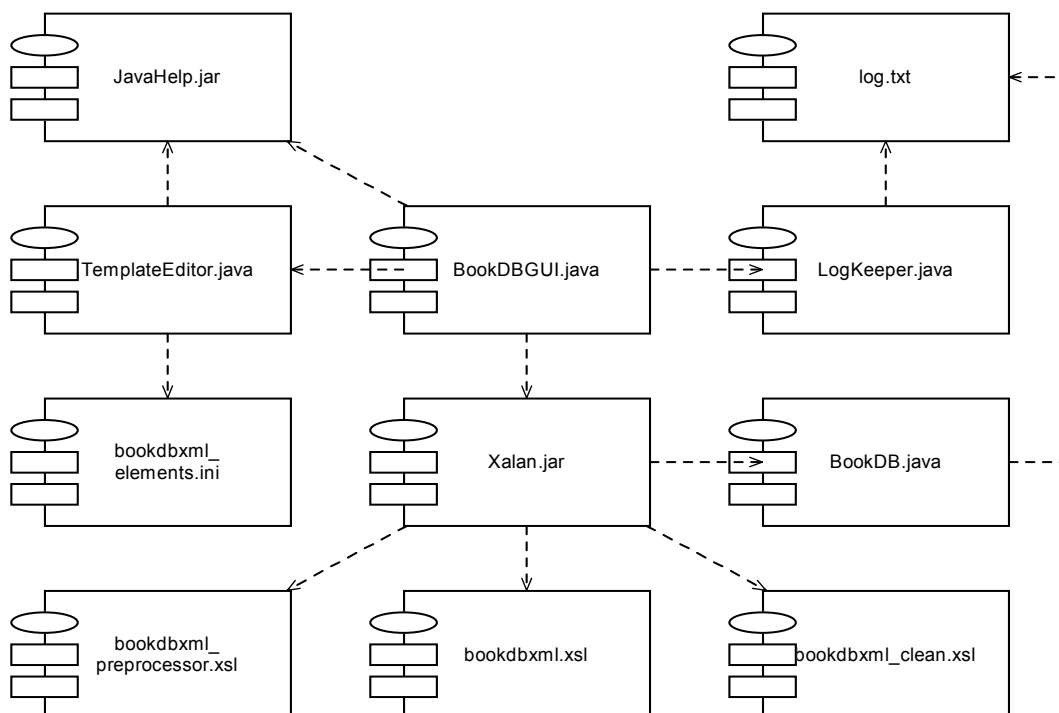 JavaHelp.jar
log.txt
TemplateEditor.java
BookDBGUI.java
LogKeeper.java
bookdbxml_
elements.ini
Xalan.jar
BookDB.java
bookdbxml_
preprocessor.xsl
bookdbxml.xsl
bookdbxml_clean.xsl